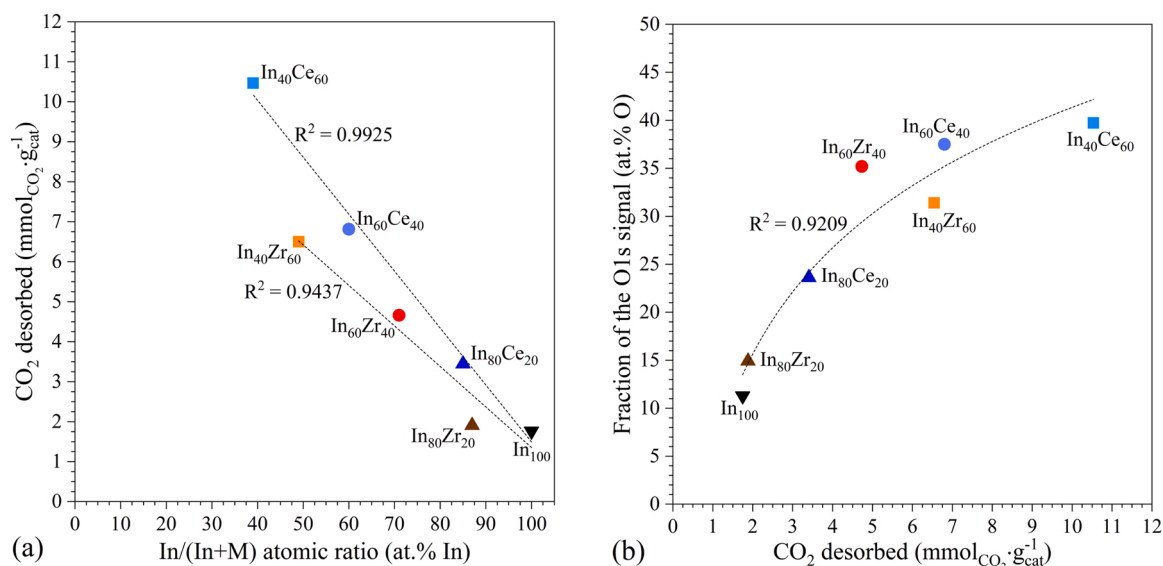 12
11
10
9
8
7
6
5
4
3
2
1
0
CO₂ desorbed (mmol_CO₂·g_cat⁻¹)
In₄₀Ce₆₀
R² = 0.9925
In₆₀Ce₄₀
In₄₀Zr₆₀
R² = 0.9437
In₆₀Zr₄₀
In₈₀Ce₂₀
In₈₀Zr₂₀
In₁₀₀
0 10 20 30 40 50 60 70 80 90 100
In/(In+M) atomic ratio (at.% In)
(a)
50
45
40
35
30
25
20
15
10
5
0
Fraction of the O1s signal (at.% O)
In₆₀Ce₄₀
In₄₀Ce₆₀
In₆₀Zr₄₀
In₄₀Zr₆₀
R² = 0.9209
In₈₀Ce₂₀
In₈₀Zr₂₀
In₁₀₀
0 1 2 3 4 5 6 7 8 9 10 11 12
CO₂ desorbed (mmol_CO₂·g_cat⁻¹)
(b)